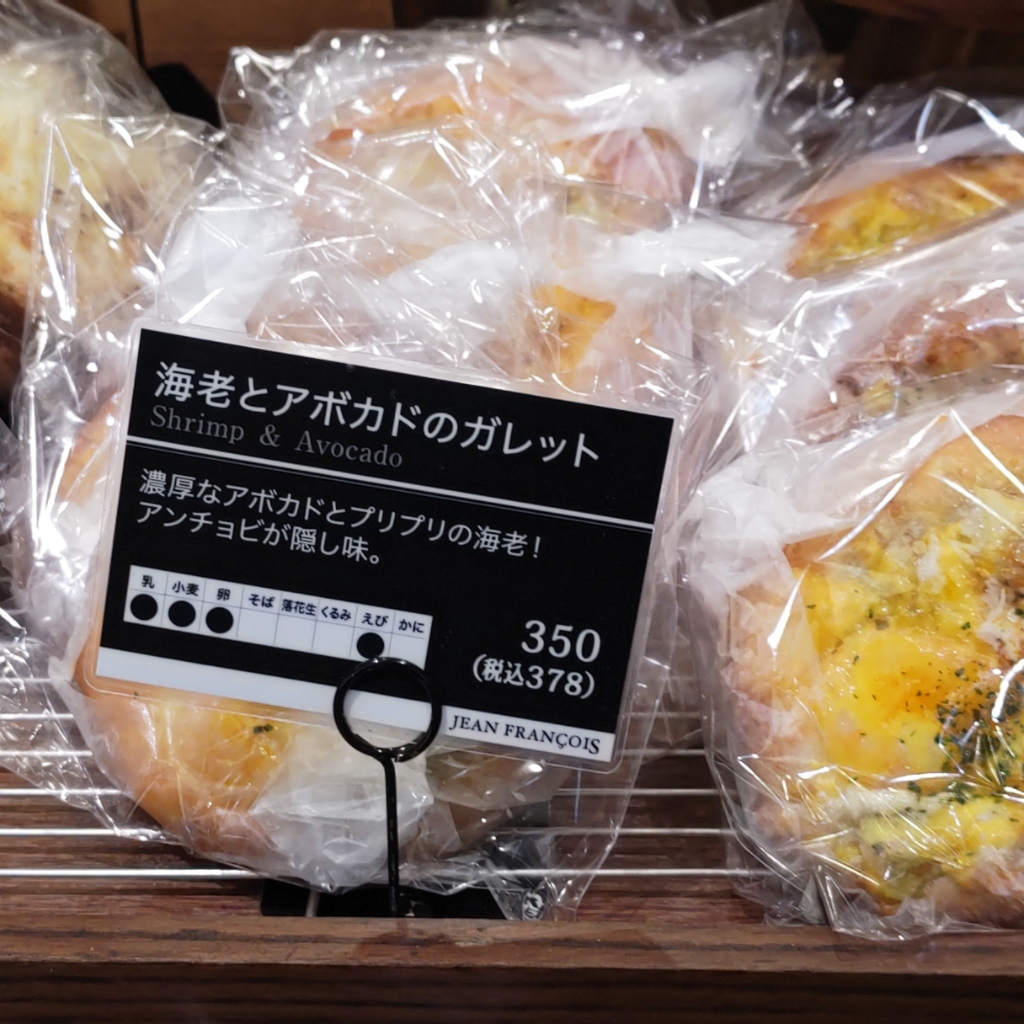 海老とアボカドのガレット
Shrimp & Avocado
濃厚なアボカドとプリプリの海老!
アンチョビが隠し味。
乳 小麦 卵 そば 落花生 くるみ えび かに
● ● ● ●
350
(税込378)
JEAN FRANÇOIS